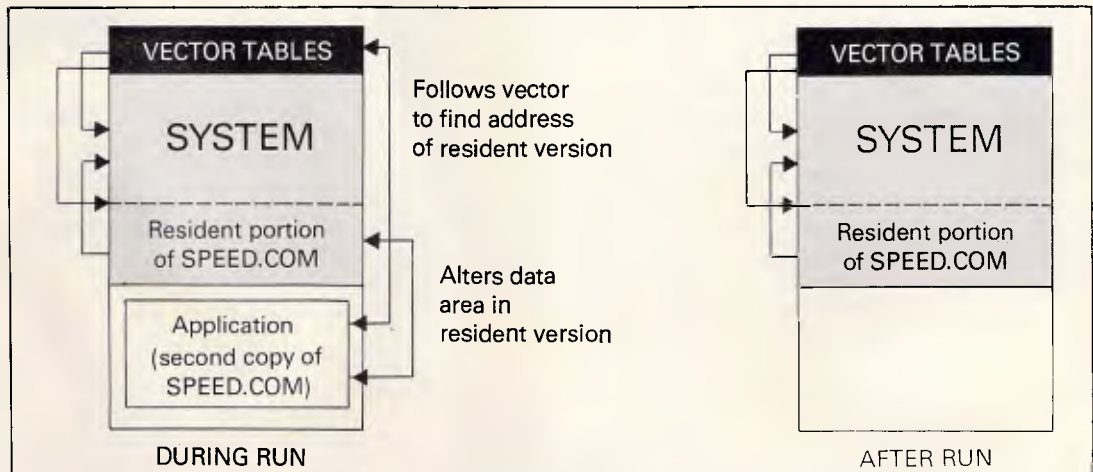 VECTOR TABLES
SYSTEM
Resident portion
of SPEED.COM
Application
(second copy of
SPEED.COM)
DURING RUN
Follows vector
to find address
of resident version
Alters data
area in
resident version
VECTOR TABLES
SYSTEM
Resident portion
of SPEED.COM
AFTER RUN